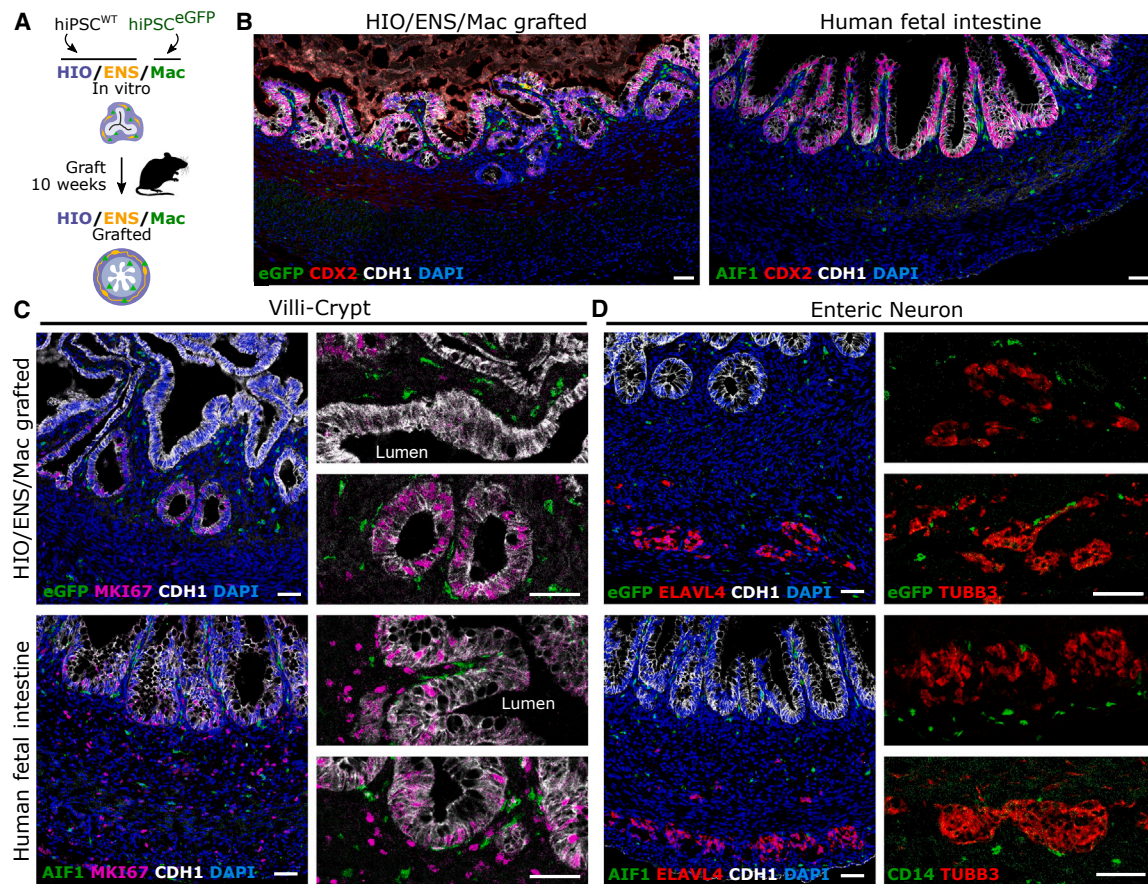 A
hiPSC^WT hiPSC^eGFP
HIO/ENS/Mac
In vitro
Graft
10 weeks
HIO/ENS/Mac
Grafted
B
HIO/ENS/Mac grafted
Human fetal intestine
eGFP CDX2 CDH1 DAPI
AIF1 CDX2 CDH1 DAPI
C
Villi-Crypt
D
Enteric Neuron
HIO/ENS/Mac grafted
Lumen
eGFP MKI67 CDH1 DAPI
eGFP ELAVL4 CDH1 DAPI
eGFP TUBB3
Human fetal intestine
Lumen
AIF1 MKI67 CDH1 DAPI
AIF1 ELAVL4 CDH1 DAPI
CD14 TUBB3